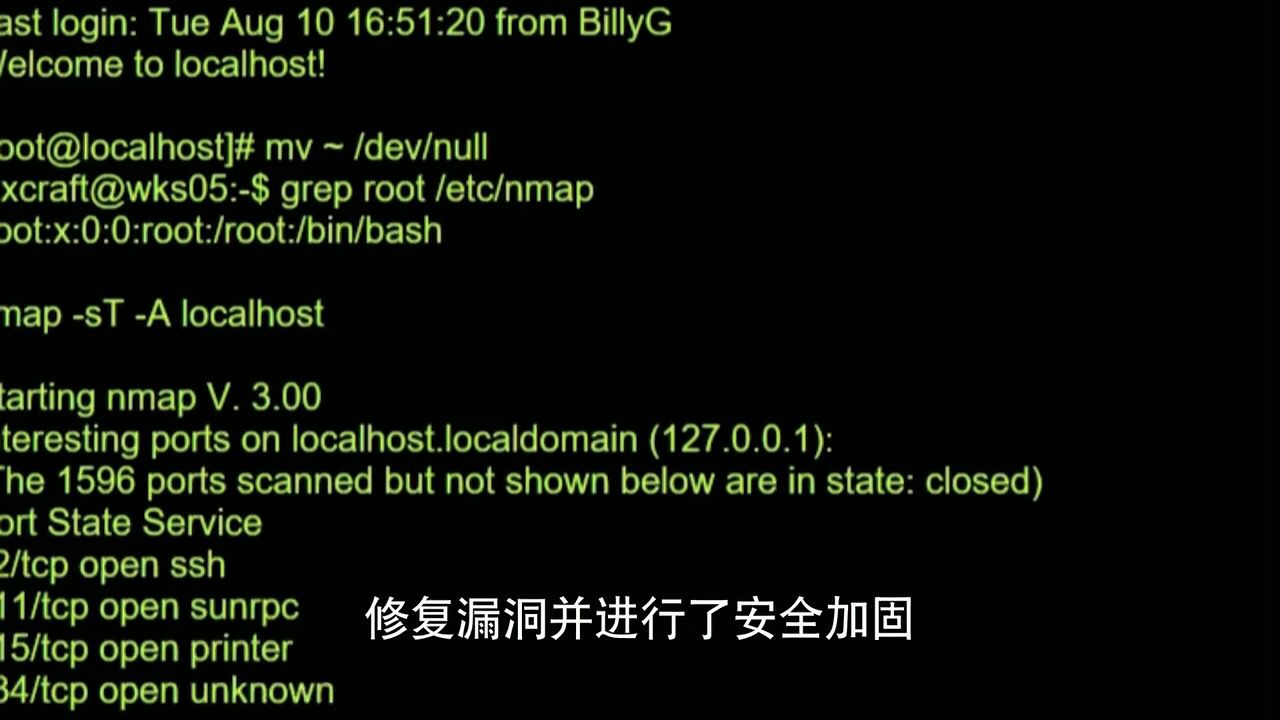 ast login: Tue Aug 10 16:51:20 from BillyG
Welcome to localhost!
oot@localhost]# mv ~ /dev/null
xcraft@wks05:-$ grep root /etc/nmap
oot:x:0:0:root:/root:/bin/bash
map -sT -A localhost
tarting nmap V. 3.00
teresting ports on localhost.localdomain (127.0.0.1):
The 1596 ports scanned but not shown below are in state: closed)
ort State Service
2/tcp open ssh
11/tcp open sunrpc
15/tcp open printer
84/tcp open unknown
修复漏洞并进行了安全加固